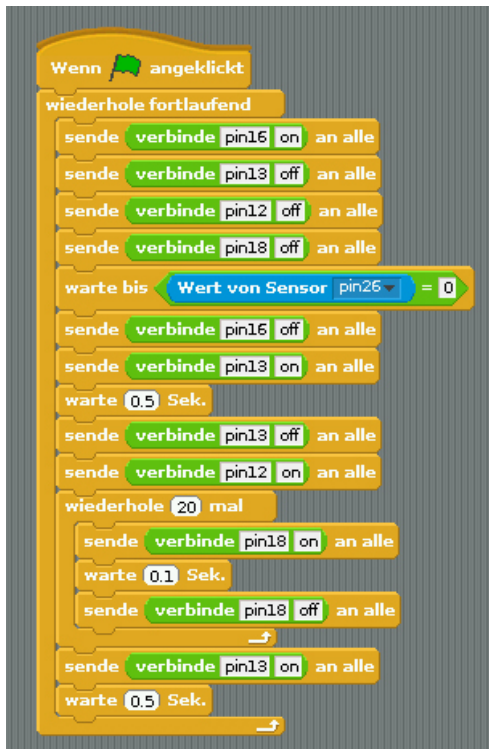 Wenn angeklickt
wiederhole fortlaufend
sende verbinde pin16 on an alle
sende verbinde pin13 off an alle
sende verbinde pin12 off an alle
sende verbinde pin18 off an alle
warte bis Wert von Sensor pin26 = 0
sende verbinde pin16 off an alle
sende verbinde pin13 on an alle
warte 0.5 Sek.
sende verbinde pin13 off an alle
sende verbinde pin12 on an alle
wiederhole 20 mal
sende verbinde pin18 on an alle
warte 0.1 Sek.
sende verbinde pin18 off an alle
sende verbinde pin13 on an alle
warte 0.5 Sek.